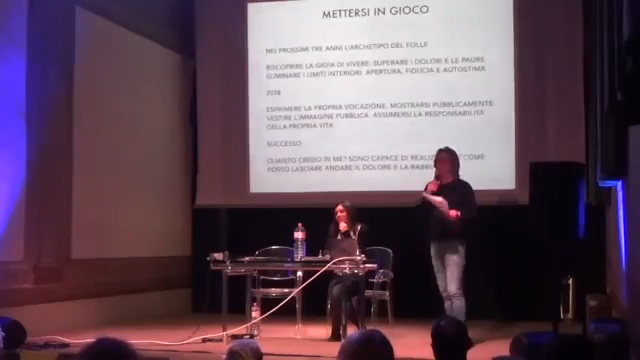 METTERSI IN GIOCO
NEI PROSSIMI TRE ANNI L'ARCHETIPO DEL FOLLE
RISCOPRIRE LA GIOIA DI VIVERE: SUPERARE I DOLORI E LE PAURE
ELIMINARE I LIMITI INTERIORI. APERTURA, FIDUCIA E AUTOSTIMA
2018
ESPRIMERE LA PROPRIA VOCAZIONE, MOSTRARSI PUBBLICAMENTE
VESTIRE L'IMMAGINE PUBBLICA. ASSUMERSI LA RESPONSABILITÀ
DELLA PROPRIA VITA
SUCCESSO
QUANTO CREDO IN ME? SONO CAPACE DI COME
POSSO LASCIARE ANDARE IL DOLORE E LA